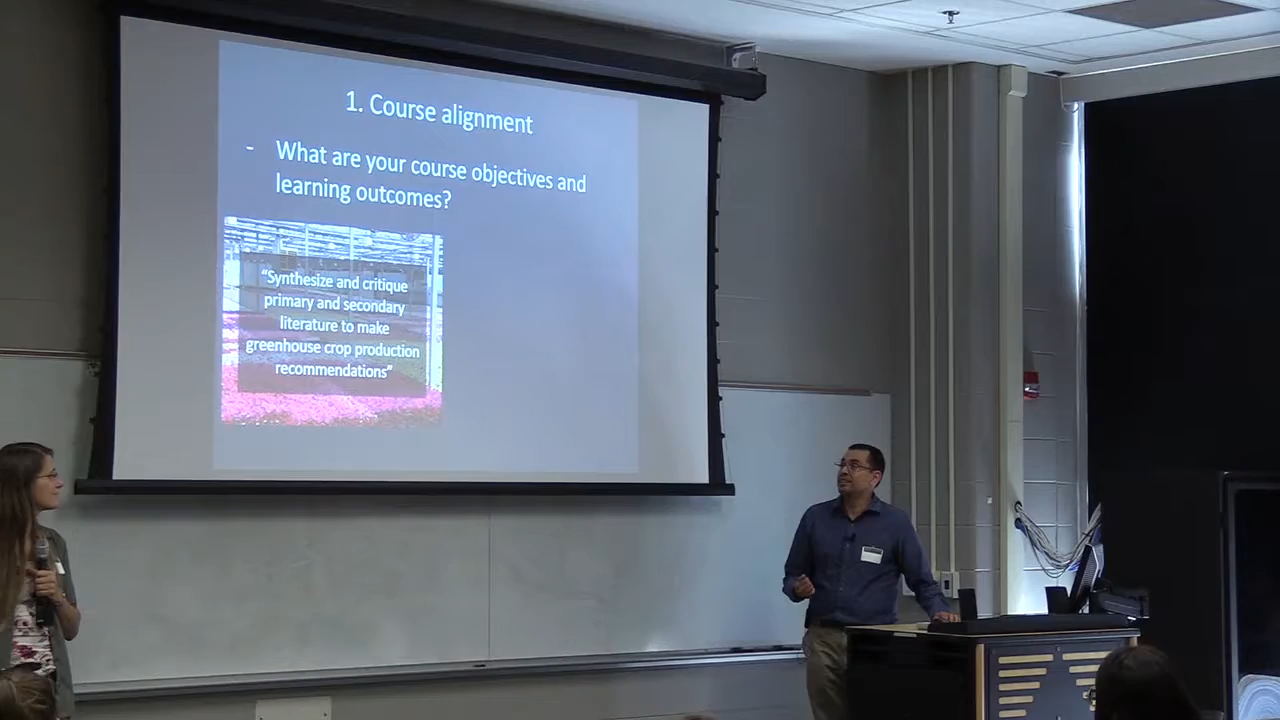 1. Course alignment
- What are your course objectives and
learning outcomes?
“Synthesize and critique
primary and secondary
literature to make
greenhouse crop production
recommendations”